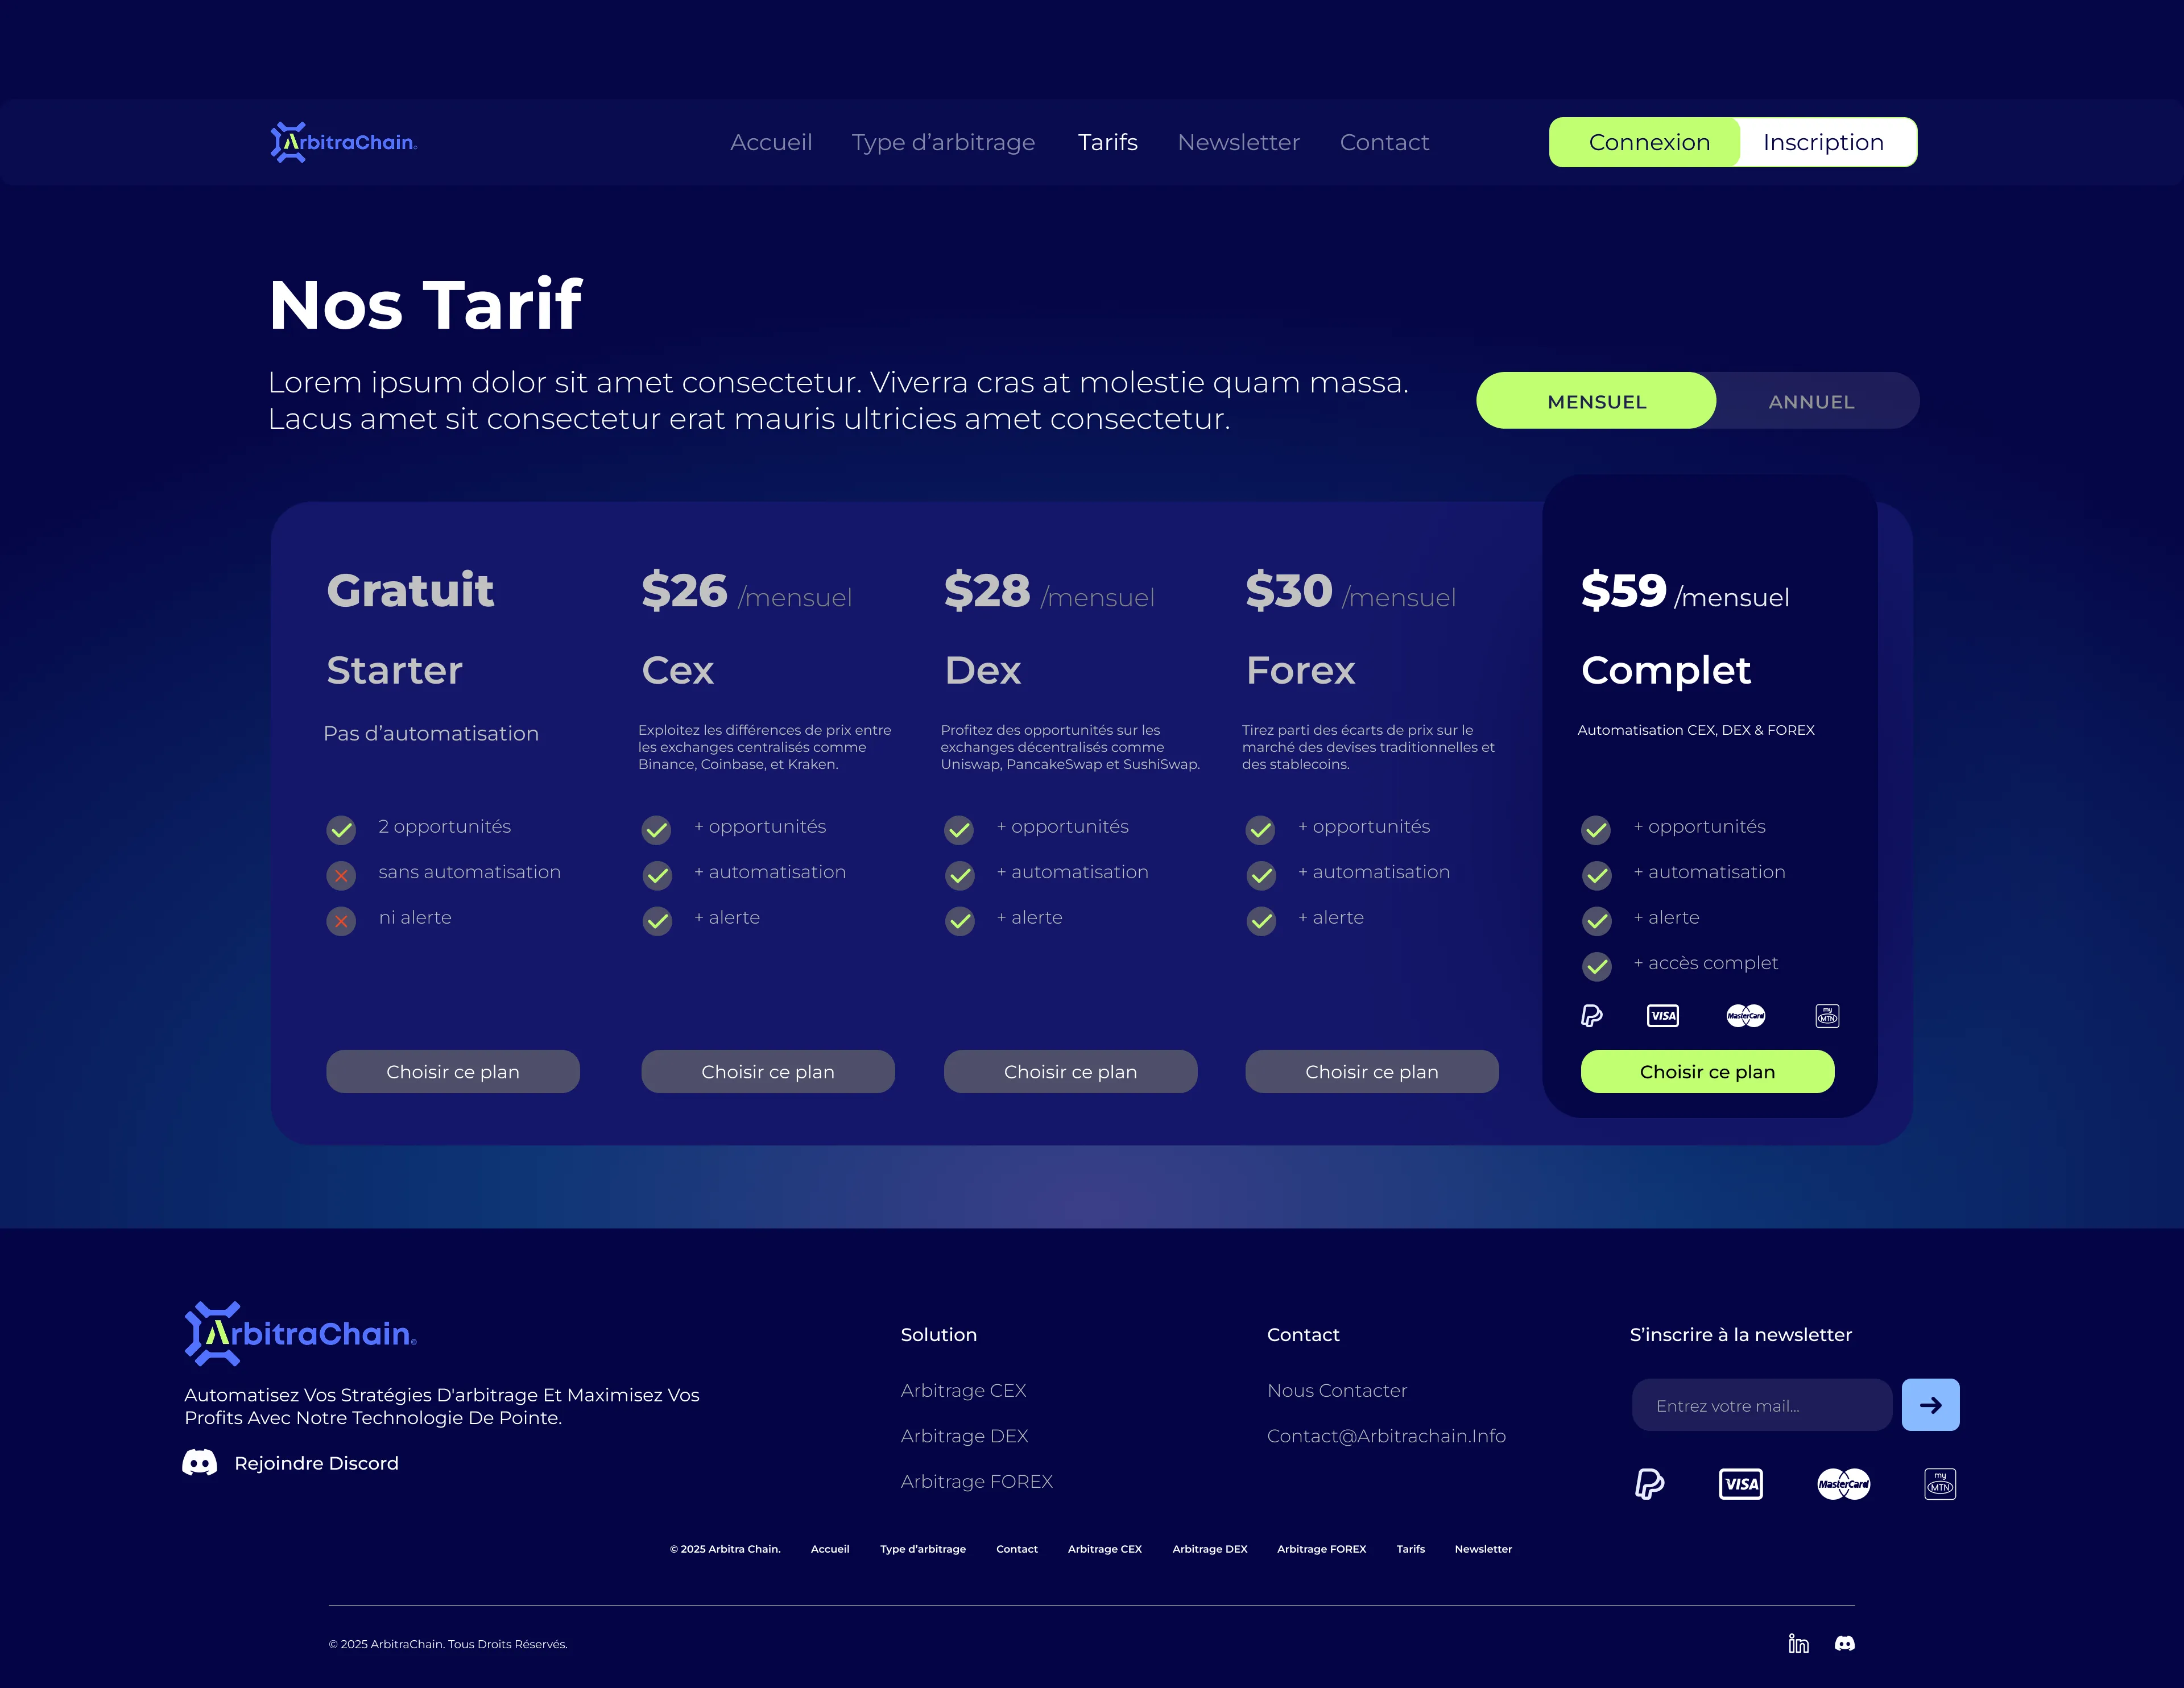 ArbitraChain
Accueil
Type d’arbitrage
Tarifs
Newsletter
Contact
Connexion
Inscription
Nos Tarif
Lorem ipsum dolor sit amet consectetur. Viverra cras at molestie quam massa.
Lacus amet sit consectetur erat mauris ultricies amet consectetur.
MENSUEL
ANNUEL
Gratuit
Starter
Pas d’automatisation
2 opportunités
sans automatisation
ni alerte
Choisir ce plan
$26 /mensuel
Cex
Exploitez les différences de prix entre
les exchanges centralisés comme
Binance, Coinbase, et Kraken.
+ opportunités
+ automatisation
+ alerte
Choisir ce plan
$28 /mensuel
Dex
Profitez des opportunités sur les
exchanges décentralisés comme
Uniswap, PancakeSwap et SushiSwap.
+ opportunités
+ automatisation
+ alerte
Choisir ce plan
$30 /mensuel
Forex
Tirez parti des écarts de prix sur le
marché des devises traditionnelles et
des stablecoins.
+ opportunités
+ automatisation
+ alerte
Choisir ce plan
$59 /mensuel
Complet
Automatisation CEX, DEX & FOREX
+ opportunités
+ automatisation
+ alerte
+ accès complet
VISA
MasterCard
my
MTN
Choisir ce plan
ArbitraChain
Automatisez Vos Stratégies D'arbitrage Et Maximisez Vos
Profits Avec Notre Technologie De Pointe.
Rejoindre Discord
Solution
Arbitrage CEX
Arbitrage DEX
Arbitrage FOREX
Contact
Nous Contacter
Contact@Arbitrachain.Info
S’inscrire à la newsletter
Entrez votre mail...
VISA
MasterCard
my
MTN
© 2025 Arbitra Chain.
Accueil
Type d’arbitrage
Contact
Arbitrage CEX
Arbitrage DEX
Arbitrage FOREX
Tarifs
Newsletter
© 2025 ArbitraChain. Tous Droits Réservés.
in